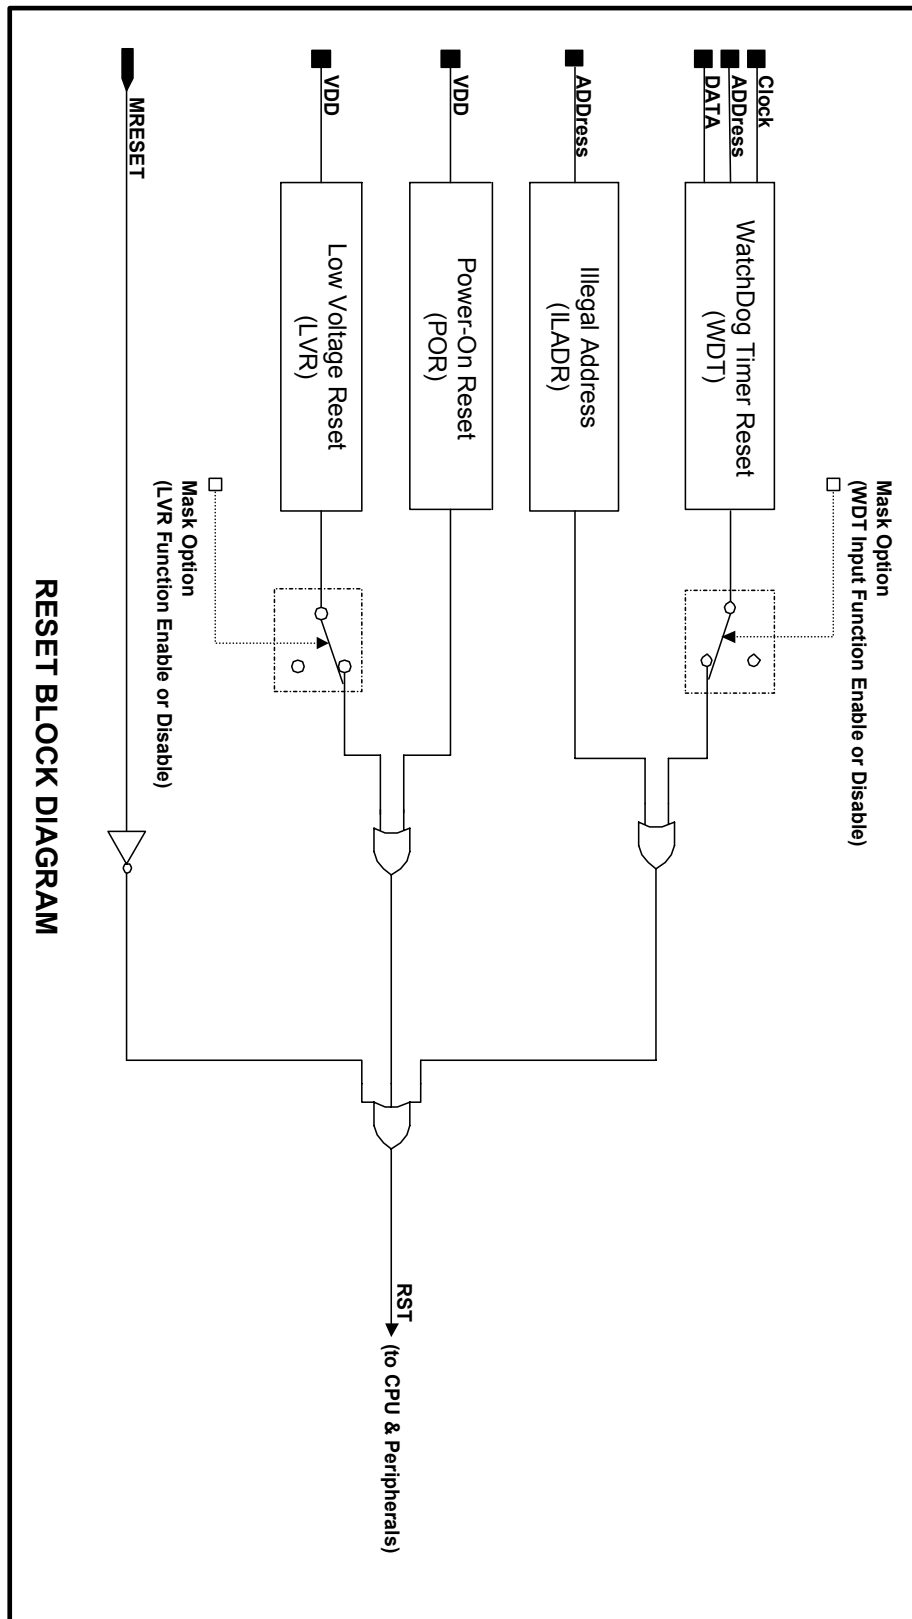 Mask Option
(WDT Input Function Enable or Disable)
Clock
ADDress
DATA
WatchDog Timer Reset
(WDT)
ADDress
Illegal Address
(ILADR)
VDD
Power-On Reset
(POR)
RST
(to CPU & Peripherals)
VDD
Low Voltage Reset
(LVR)
Mask Option
(LVR Function Enable or Disable)
MRESET
RESET BLOCK DIAGRAM